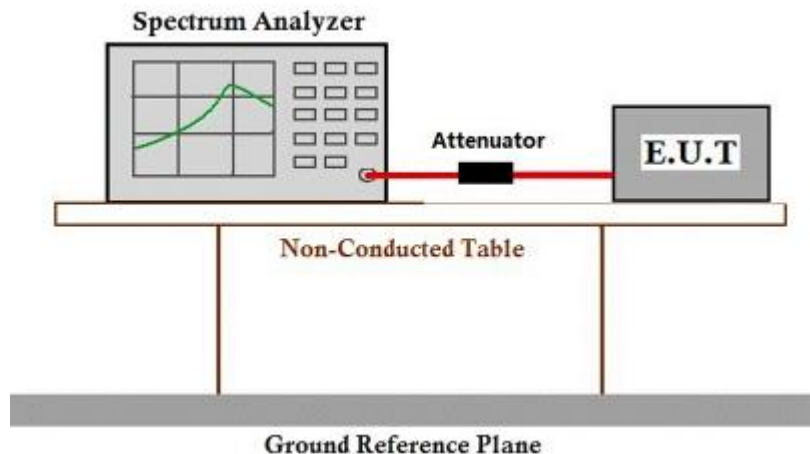 Spectrum Analyzer
Attenuator
E.U.T
Non-Conducted Table
Ground Reference Plane